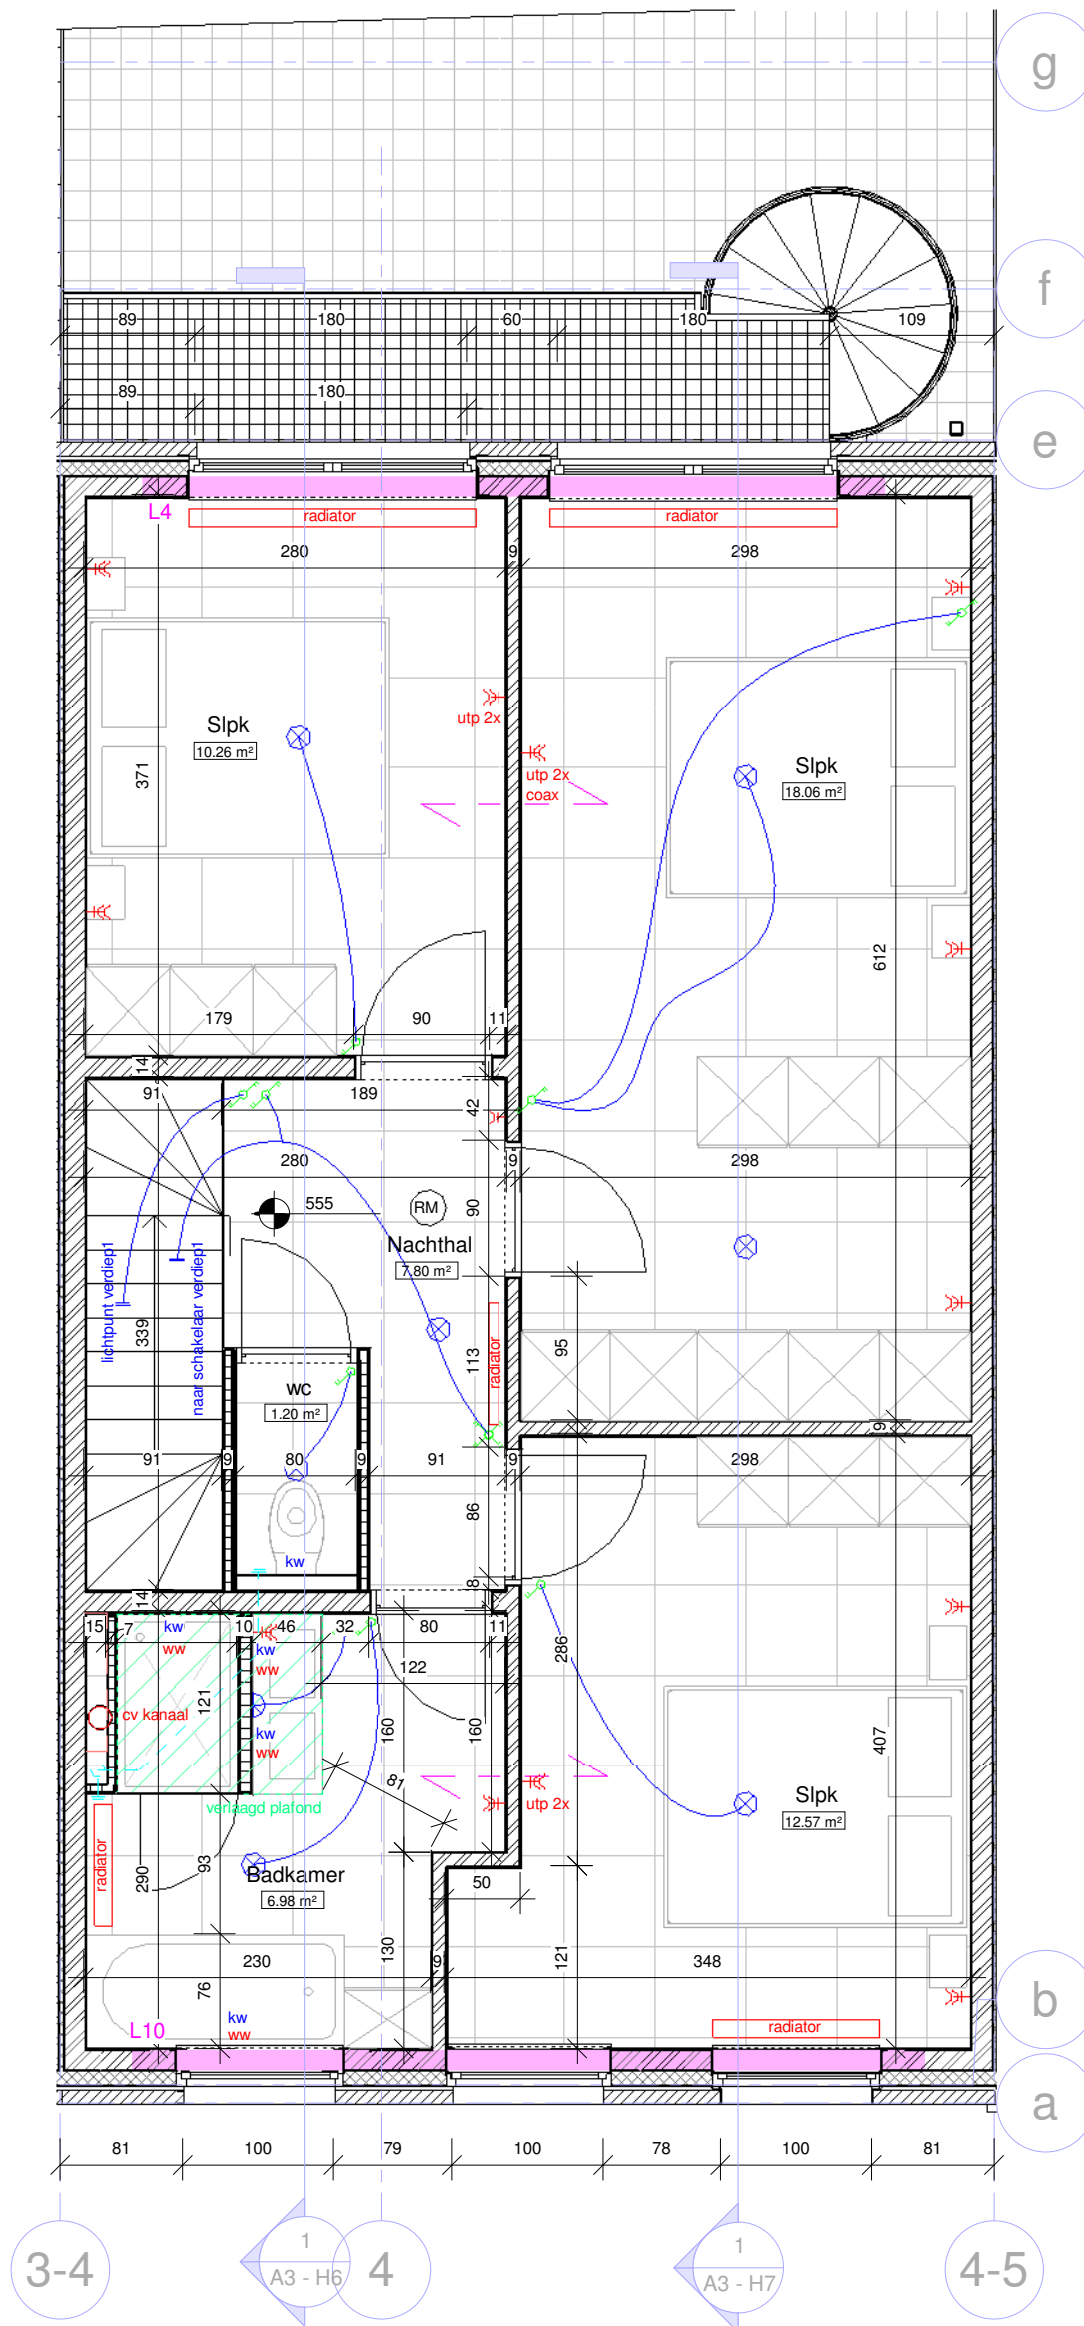 g
f
89 180 60 180 109
89 180
e
L4
radiator radiator
280 9 298
utp 2x
Slpk
10.26 m²
371
utp 2x
coax
Slpk
18.06 m²
612
179 90 11
14
91 189
42
280 9 298
555
RM
90
Nachthal
7.80 m²
lichtpunt verdiep1
339
naar schakelaar verdiep1
113
radiator
95
wc
1.20 m²
9
91 9 80 9 91 9 298
86
kw
8
14
15 7 10 46 32 80 11
kw
ww
kw
ww
122
286
cv kanaal
121
kw
ww
160
160
81
407
verlaagd plafond
utp 2x
Slpk
12.57 m²
radiator
290
93
Badkamer
6.98 m²
50
130
121
230 9 348
76
kw
ww
L10
radiator
b
a
81 100 79 100 78 100 81
3-4
1
A3 - H6
4
1
A3 - H7
4-5